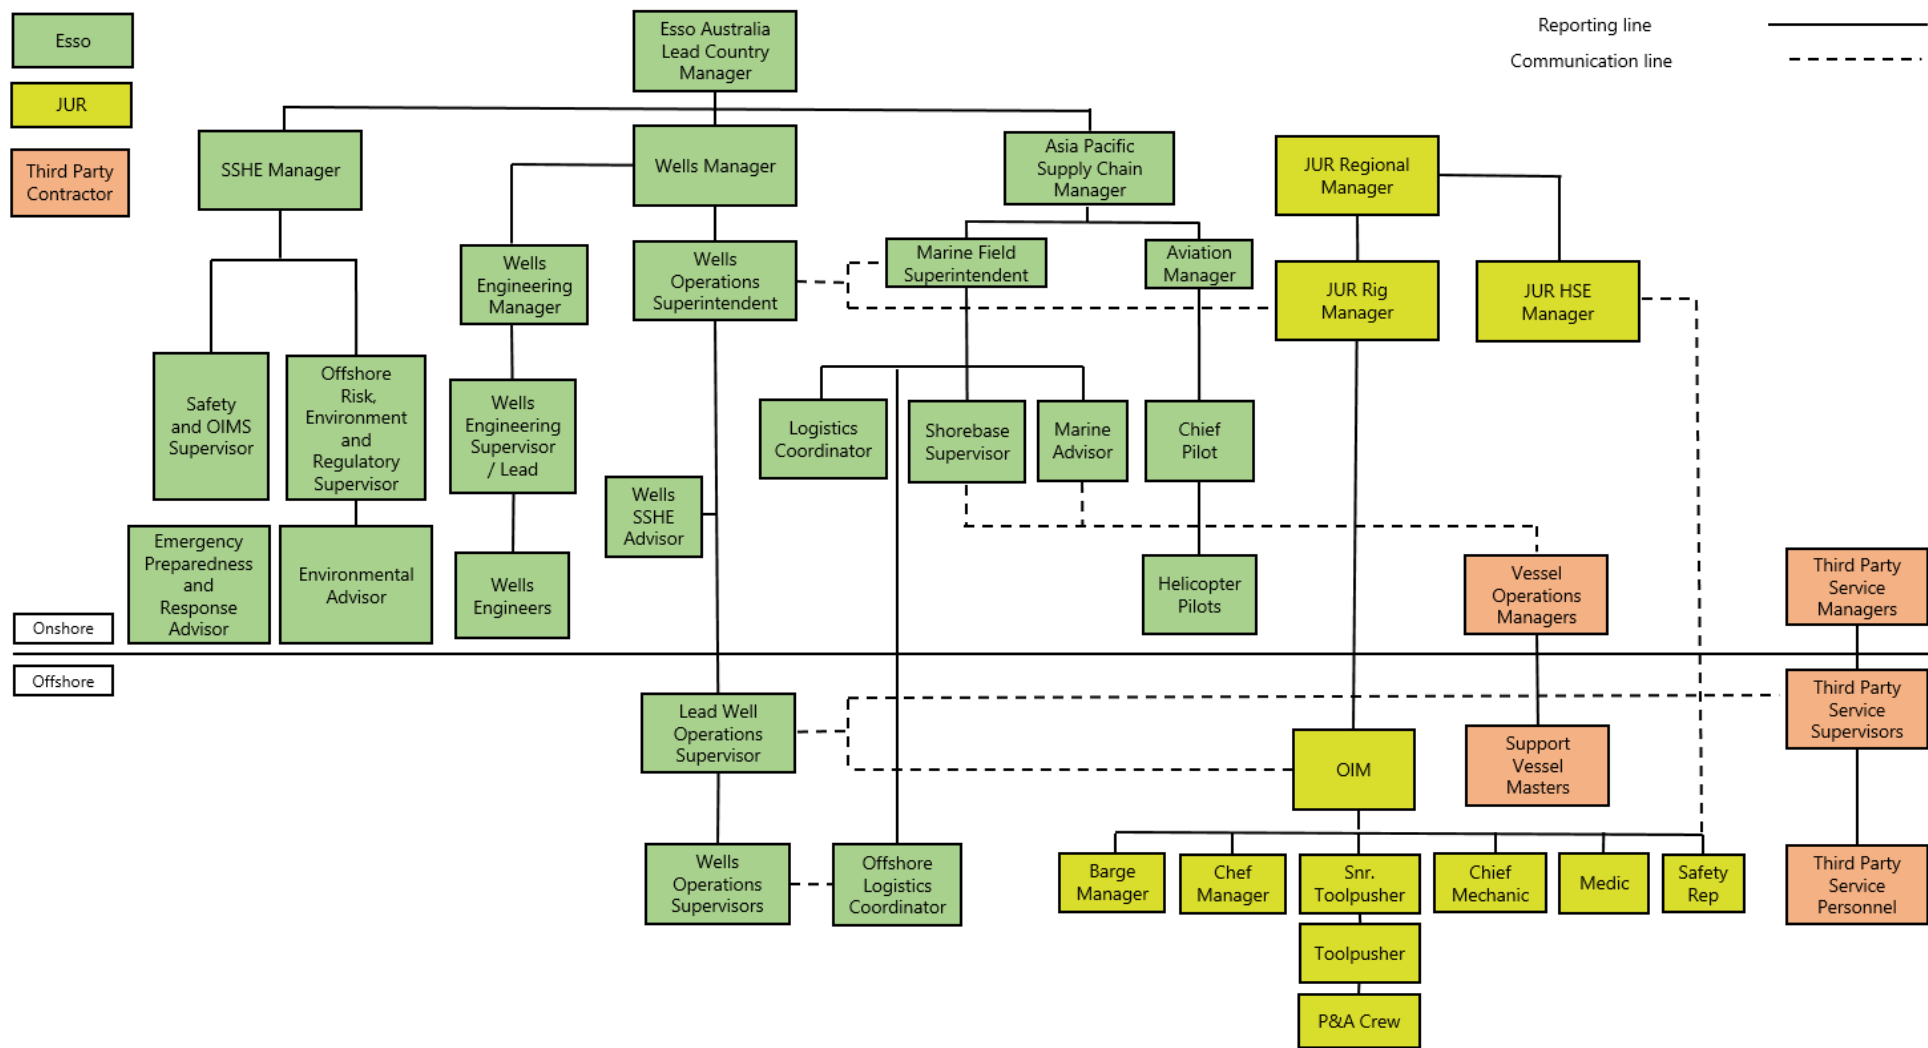 Esso
JUR
Third Party
Contractor
Reporting line
Communication line
Esso Australia
Lead Country
Manager
SSHE Manager
Wells Manager
Asia Pacific
Supply Chain
Manager
JUR Regional
Manager
Wells
Engineering
Manager
Wells
Operations
Superintendent
Marine Field
Superintendent
Aviation
Manager
JUR Rig
Manager
JUR HSE
Manager
Safety
and OIMS
Supervisor
Offshore
Risk,
Environment
and
Regulatory
Supervisor
Wells
Engineering
Supervisor
/ Lead
Logistics
Coordinator
Shorebase
Supervisor
Marine
Advisor
Chief
Pilot
Wells
SSHE
Advisor
Emergency
Preparedness
and
Response
Advisor
Environmental
Advisor
Wells
Engineers
Helicopter
Pilots
Vessel
Operations
Managers
Third Party
Service
Managers
Onshore
Offshore
Lead Well
Operations
Supervisor
OIM
Support
Vessel
Masters
Third Party
Service
Supervisors
Wells
Operations
Supervisors
Offshore
Logistics
Coordinator
Barge
Manager
Chef
Manager
Snr.
Toolpusher
Chief
Mechanic
Medic
Safety
Rep
Third Party
Service
Personnel
Toolpusher
P&A Crew